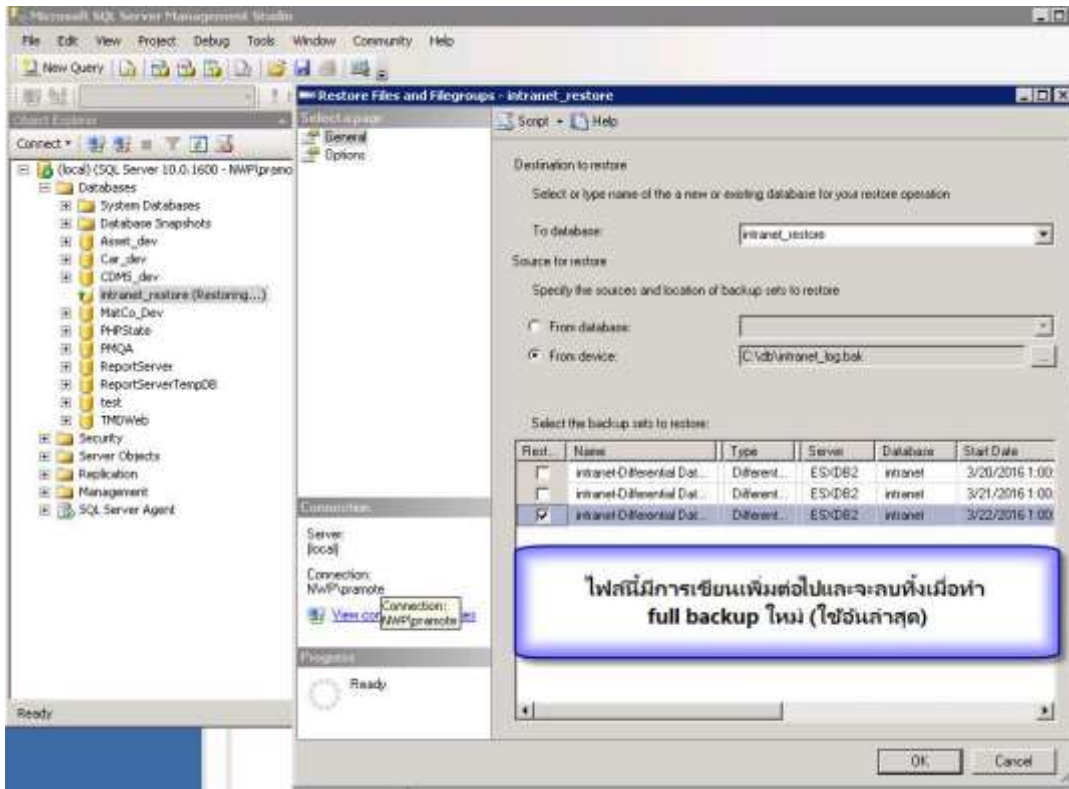 Microsoft SQL Server Management Studio
File Edit View Project Debug Tools Window Community Help
New Query
Restore Files and Filegroups - intranet_restore
Object Explorer
Connect
(local) (SQL Server 10.0.1600 - NWP\pramo
Databases
System Databases
Database Snapshots
Asset_dev
Car_dev
CDMS_dev
intranet_restore (Restoring...)
MatCo_Dev
PHPState
PMQA
ReportServer
ReportServerTempDB
test
TMDWeb
Security
Server Objects
Replication
Management
SQL Server Agent
Ready
Select a page
General
Options
Connection
Server:
(local)
Connection:
NWP\pramote
Connection:
NWP\pramote
View con
Progress
Ready
Script Help
Destination to restore
Select or type name of the a new or existing database for your restore operation
To database: intranet_restore
Source for restore
Specify the sources and location of backup sets to restore
From database:
From device: C:\db\intranet_log.bak
Select the backup sets to restore:
Rest... Name Type Server Database Start Date
intranet-Differential Dat... Different... ESXDB2 intranet 3/20/2016 1:00:
intranet-Differential Dat... Different... ESXDB2 intranet 3/21/2016 1:00:
intranet-Differential Dat... Different... ESXDB2 intranet 3/22/2016 1:00:
ไฟล์นี้มีการเขียนเพิ่มต่อไปและจะลบทิ้งเมื่อทำ
full backup ใหม่ (ใช้อันล่าสุด)
OK Cancel